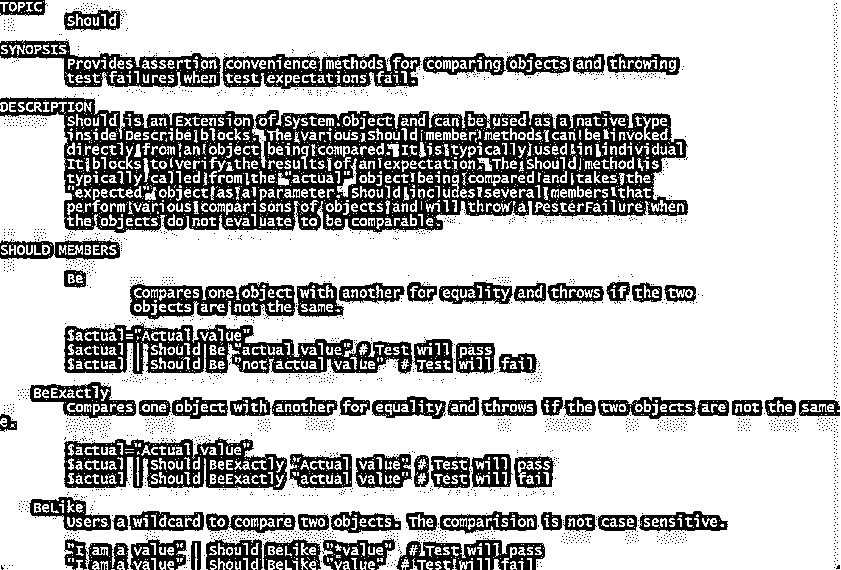 TOPIC
Should
SYNOPSIS
Provides assertion convenience methods for comparing objects and throwing
test failures when test expectations fail.
DESCRIPTION
Should is an Extension of System.Object and can be used as a native type
inside Describe blocks. The various Should member methods can be invoked
directly from an object being compared. It is typically used in individual
It blocks to verify the results of an expectation. The Should method is
typically called from the "actual" object being compared and takes the
"expected" object as a parameter. Should includes several members that
perform various comparisons of objects and will throw a PesterFailure when
the objects do not evaluate to be comparable.
SHOULD MEMBERS
Be
Compares one object with another for equality and throws if the two
objects are not the same.
$actual="Actual value"
$actual | Should Be "actual value" # Test will pass
$actual | Should Be "not actual value" # Test will fail
BeExactly
Compares one object with another for equality and throws if the two objects are not the same
e.
$actual="Actual value"
$actual | Should BeExactly "Actual value" # Test will pass
$actual | Should BeExactly "actual value" # Test will fail
BeLike
Users a wildcard to compare two objects. The comparision is not case sensitive.
"I am a value" | Should BeLike "*value" # Test will pass
"I am a value" | Should BeLike "value" # Test will fail